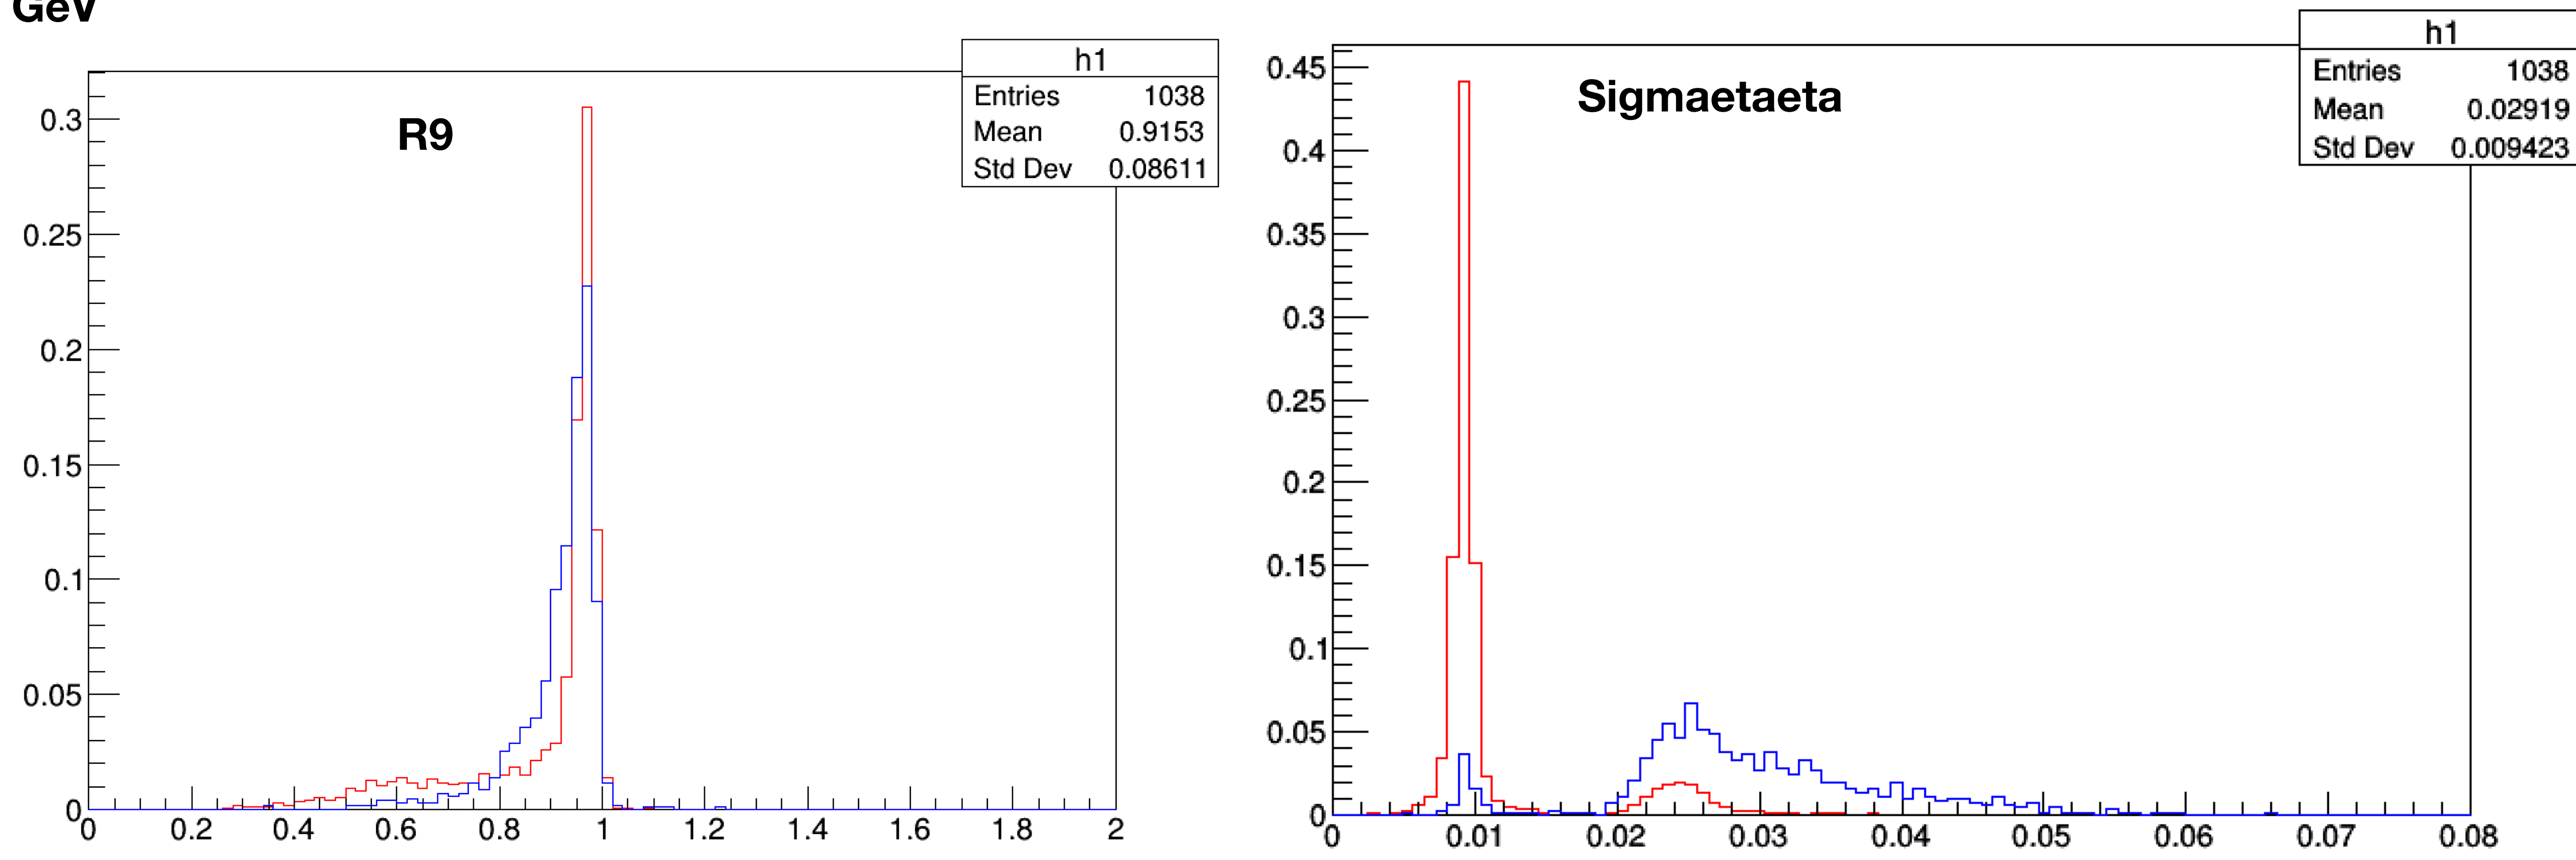 GeV
h1
Entries 1038
Mean 0.9153
Std Dev 0.08611
R9
0.3
0.25
0.2
0.15
0.1
0.05
0
0 0.2 0.4 0.6 0.8 1 1.2 1.4 1.6 1.8 2
h1
Entries 1038
Mean 0.02919
Std Dev 0.009423
Sigmaetaeta
0.45
0.4
0.35
0.3
0.25
0.2
0.15
0.1
0.05
0
0 0.01 0.02 0.03 0.04 0.05 0.06 0.07 0.08